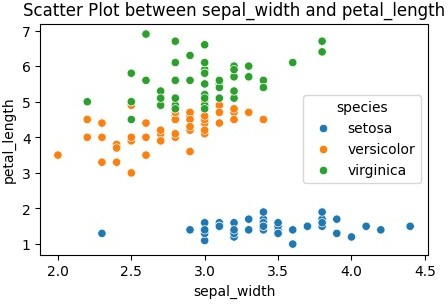 Scatter Plot between sepal_width and petal_length
7
6
5
4
3
2
1
petal_length
species
setosa
versicolor
virginica
2.0 2.5 3.0 3.5 4.0 4.5
sepal_width